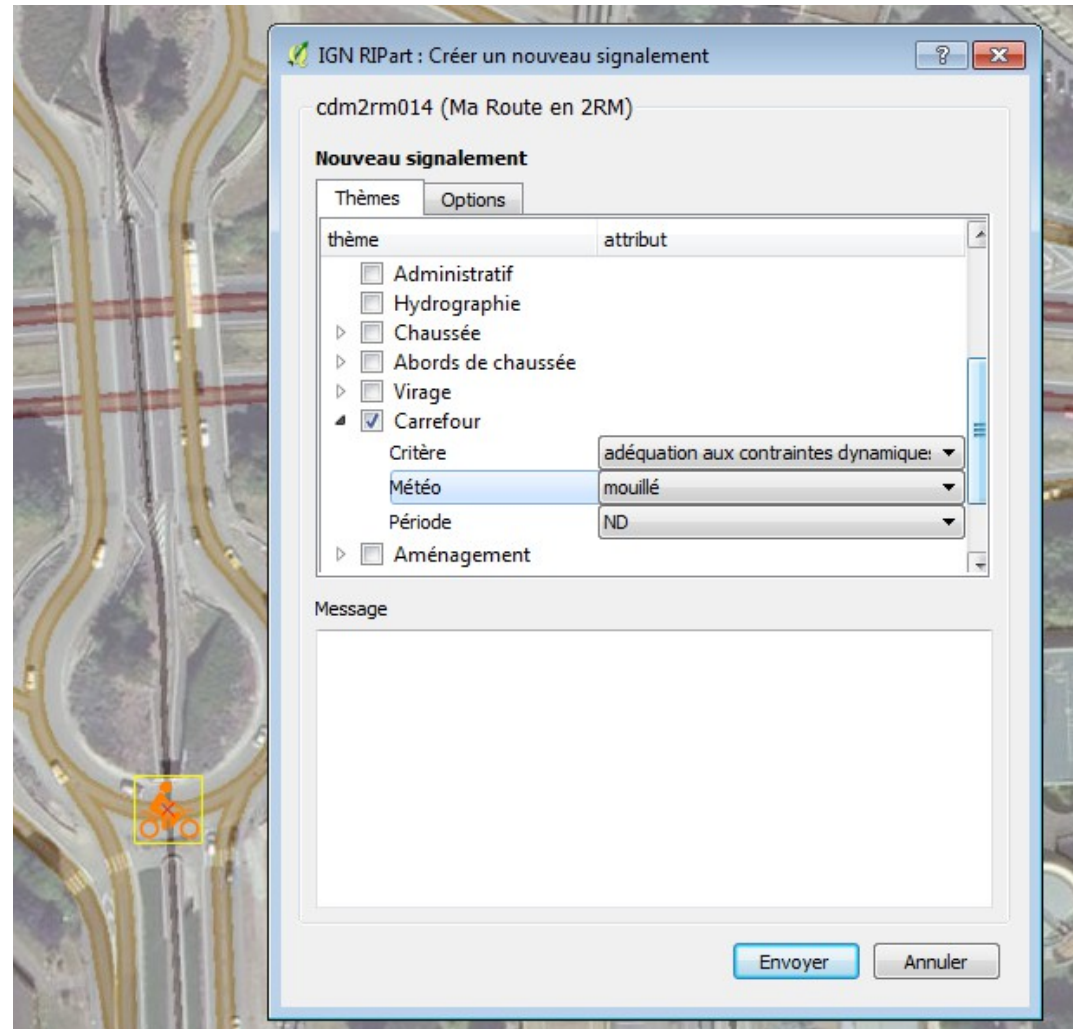 IGN RIPart : Créer un nouveau signalement
cdm2rm014 (Ma Route en 2RM)
Nouveau signalement
Thèmes Options
thème attribut
Administratif
Hydrographie
Chaussée
Abords de chaussée
Virage
Carrefour
Critère adéquation aux contraintes dynamique
Météo mouillé
Période ND
Aménagement
Message
Envoyer Annuler